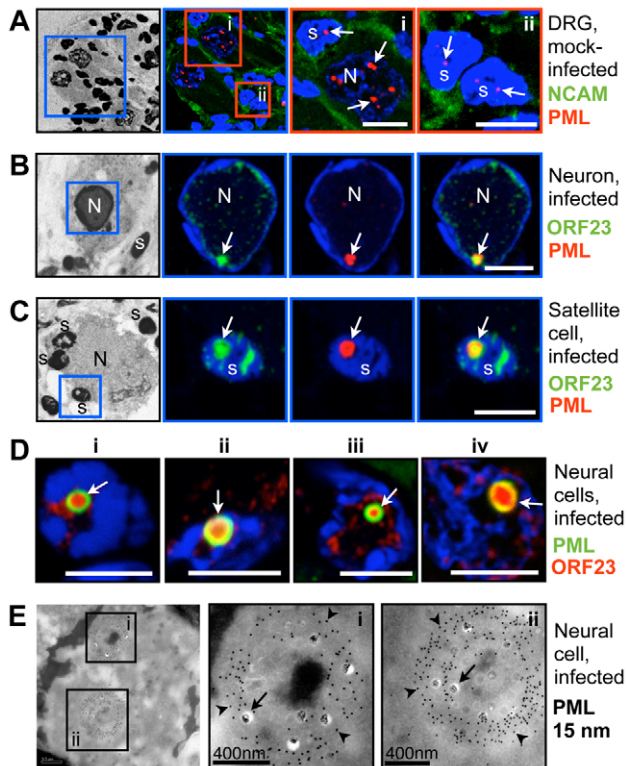 A
i
ii
i
N
s
ii
s
s
DRG,
mock-
infected
NCAM
PML
B
N
s
N
N
N
Neuron,
infected
ORF23
PML
C
s
s
s
N
s
s
s
s
Satellite
cell,
infected
ORF23
PML
D
i
ii
iii
iv
Neural
cells,
infected
PML
ORF23
E
i
ii
i
400nm
ii
400nm
Neural
cell,
infected
PML
15 nm